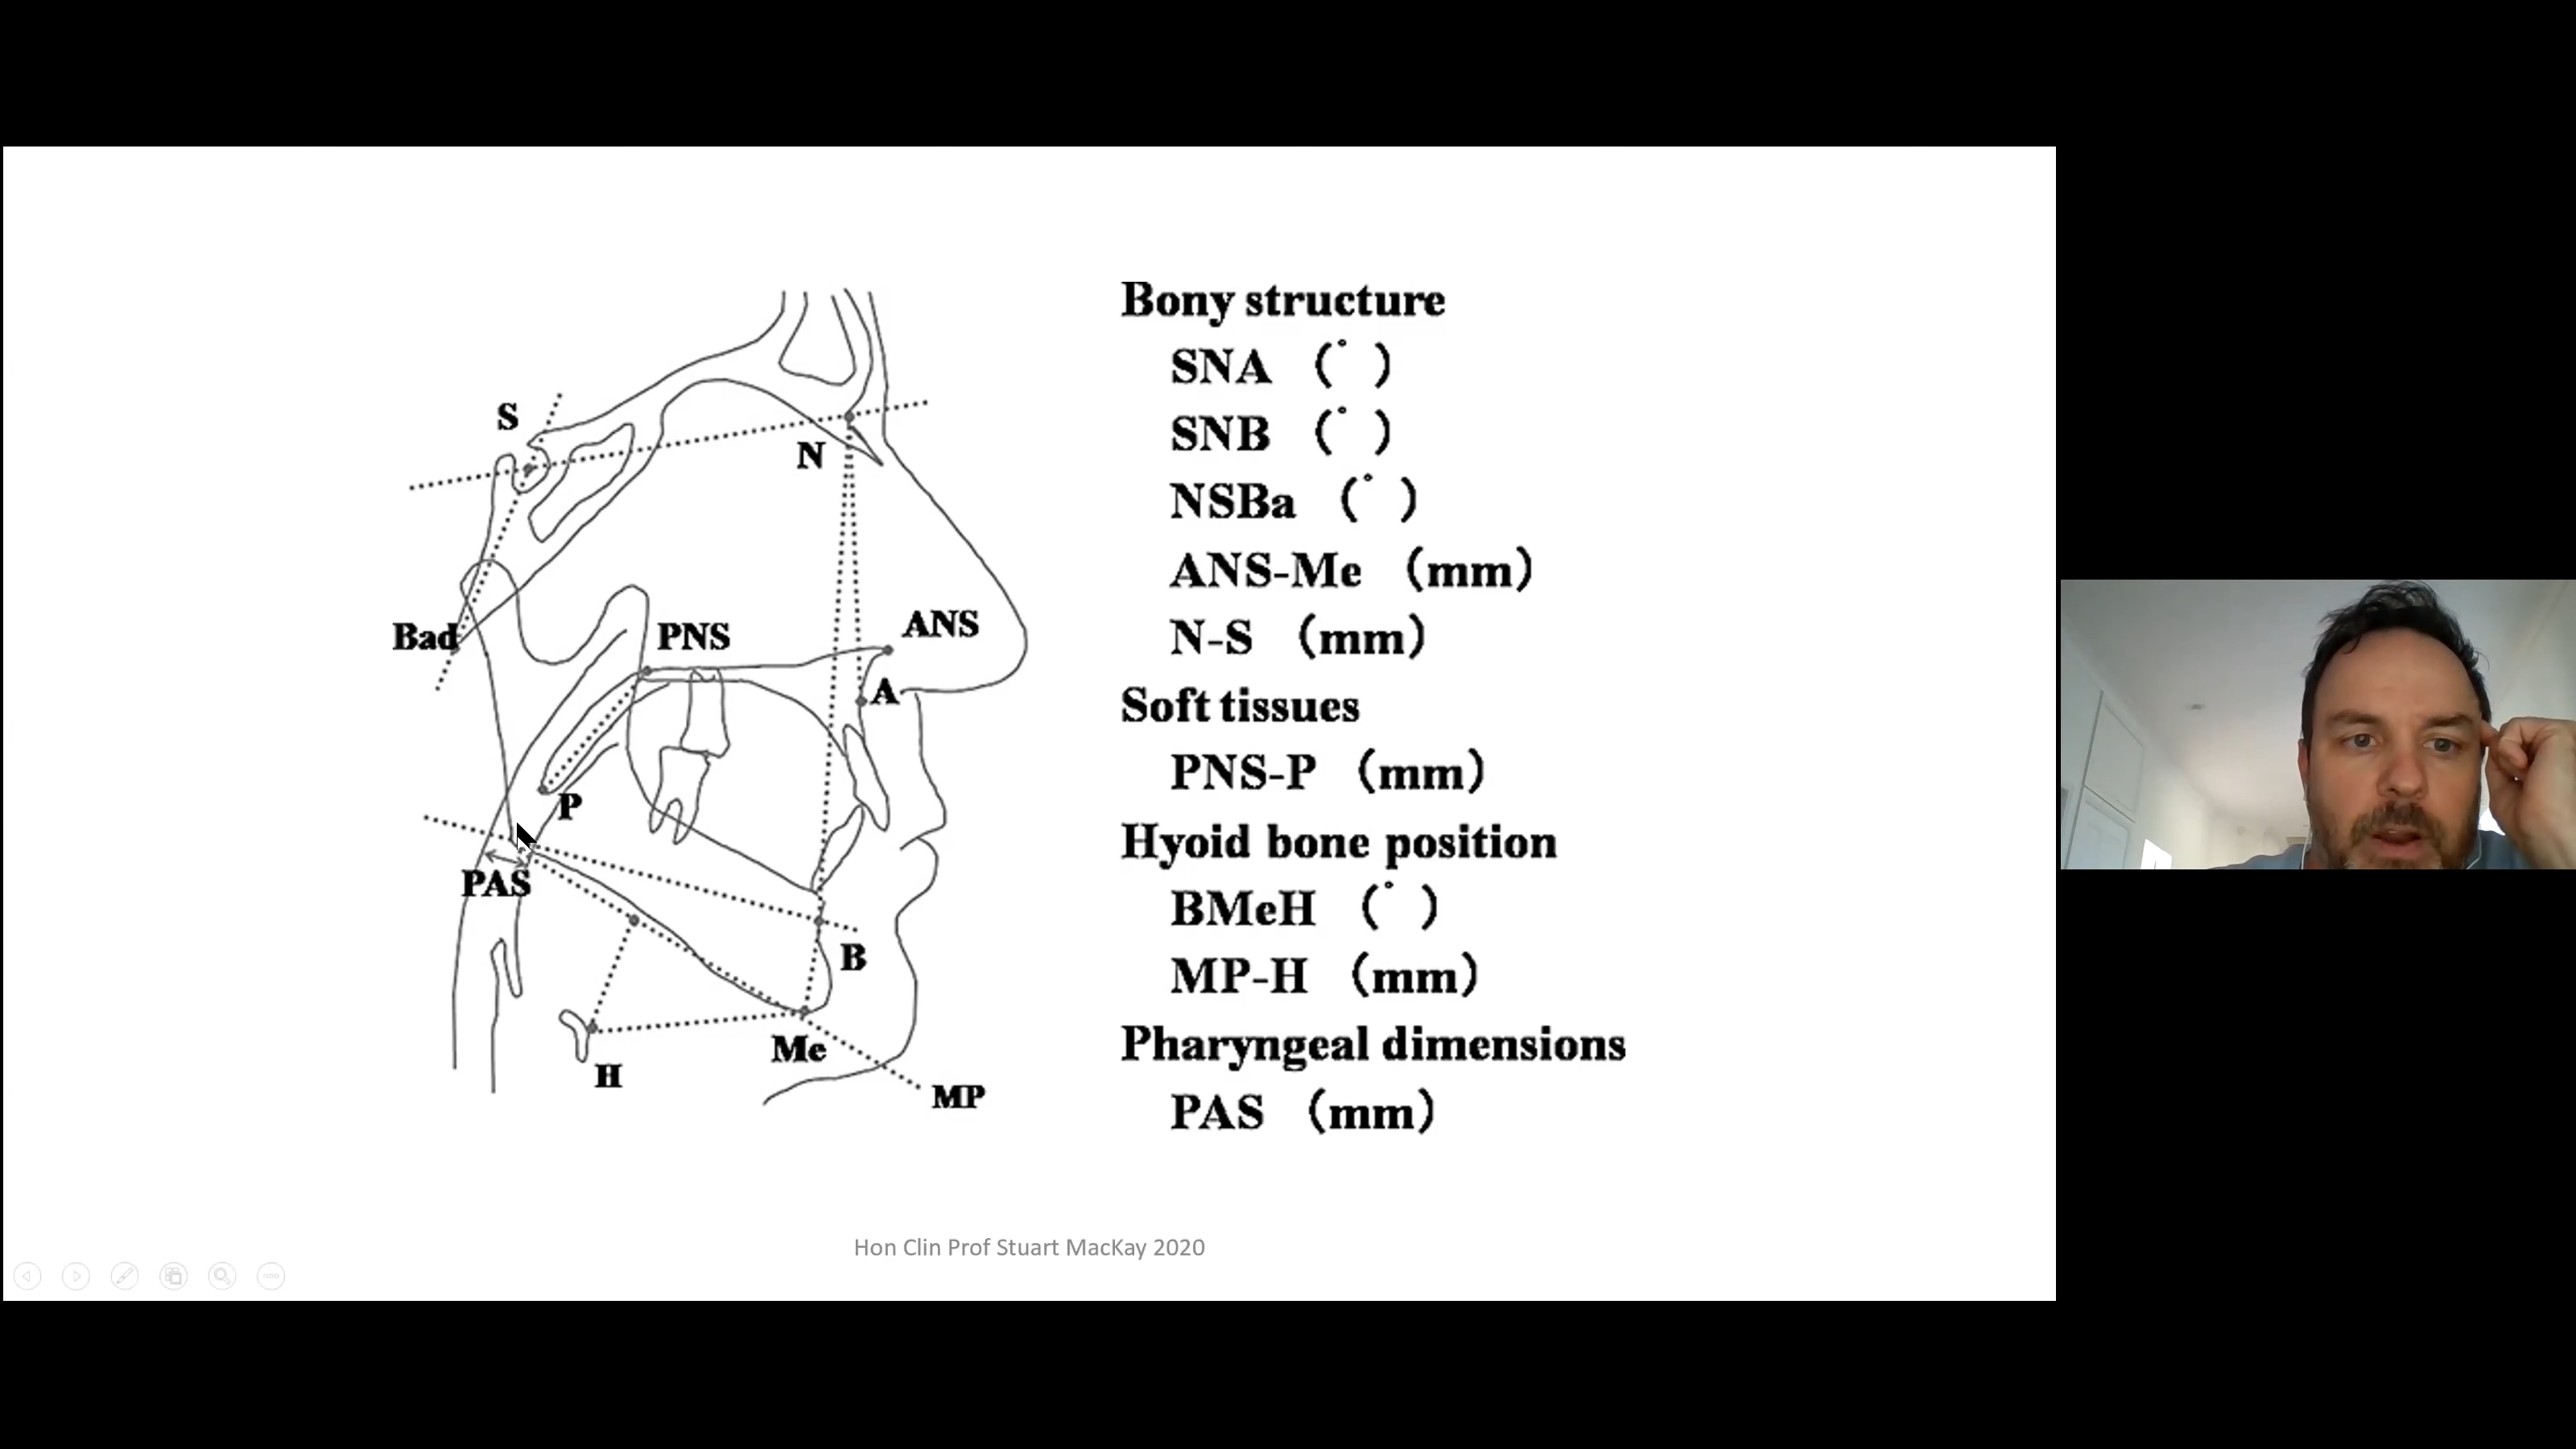 S
N
Bad
PNS
ANS
A
P
PAS
B
Me
H
MP
Bony structure
SNA (° )
SNB (° )
NSBa (° )
ANS-Me (mm)
N-S (mm)
Soft tissues
PNS-P (mm)
Hyoid bone position
BMeH (° )
MP-H (mm)
Pharyngeal dimensions
PAS (mm)
Hon Clin Prof Stuart MacKay 2020